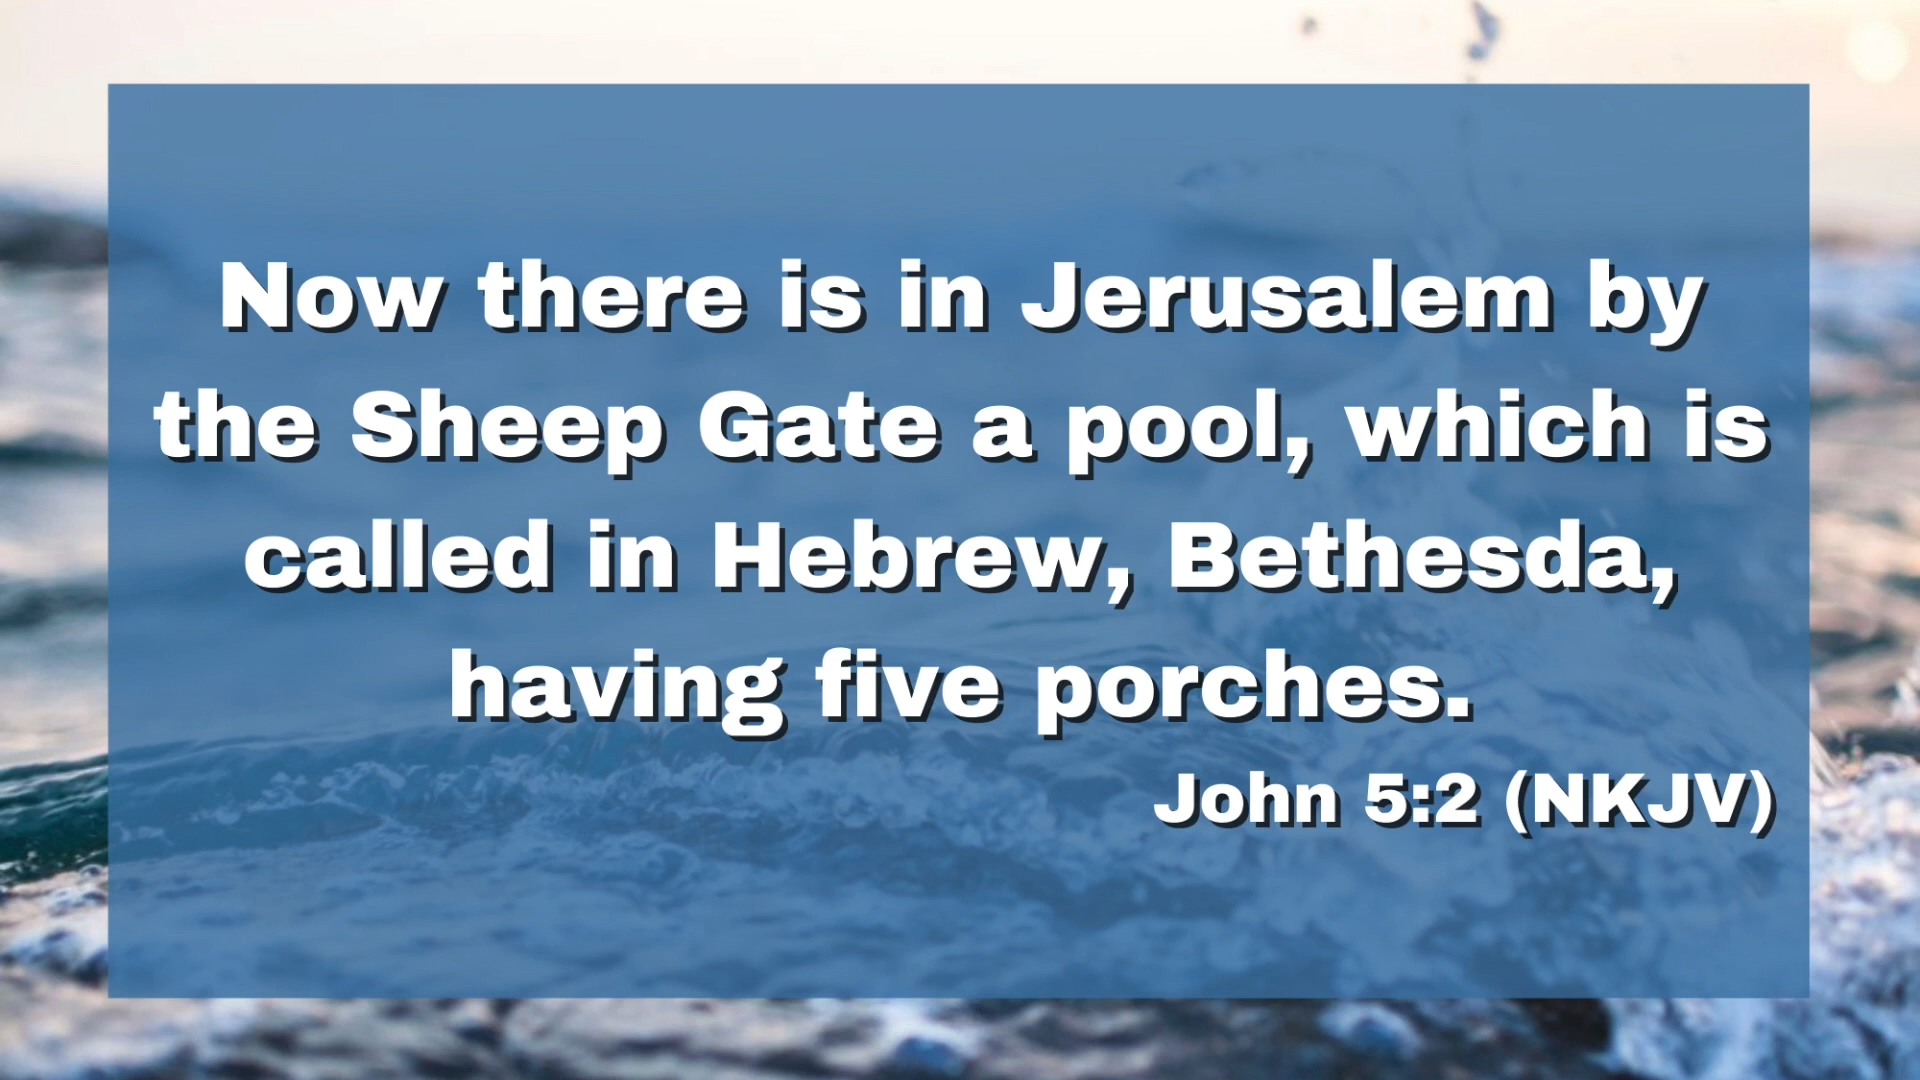 Now there is in Jerusalem by
the Sheep Gate a pool, which is
called in Hebrew, Bethesda,
having five porches.
John 5:2 (NKJV)